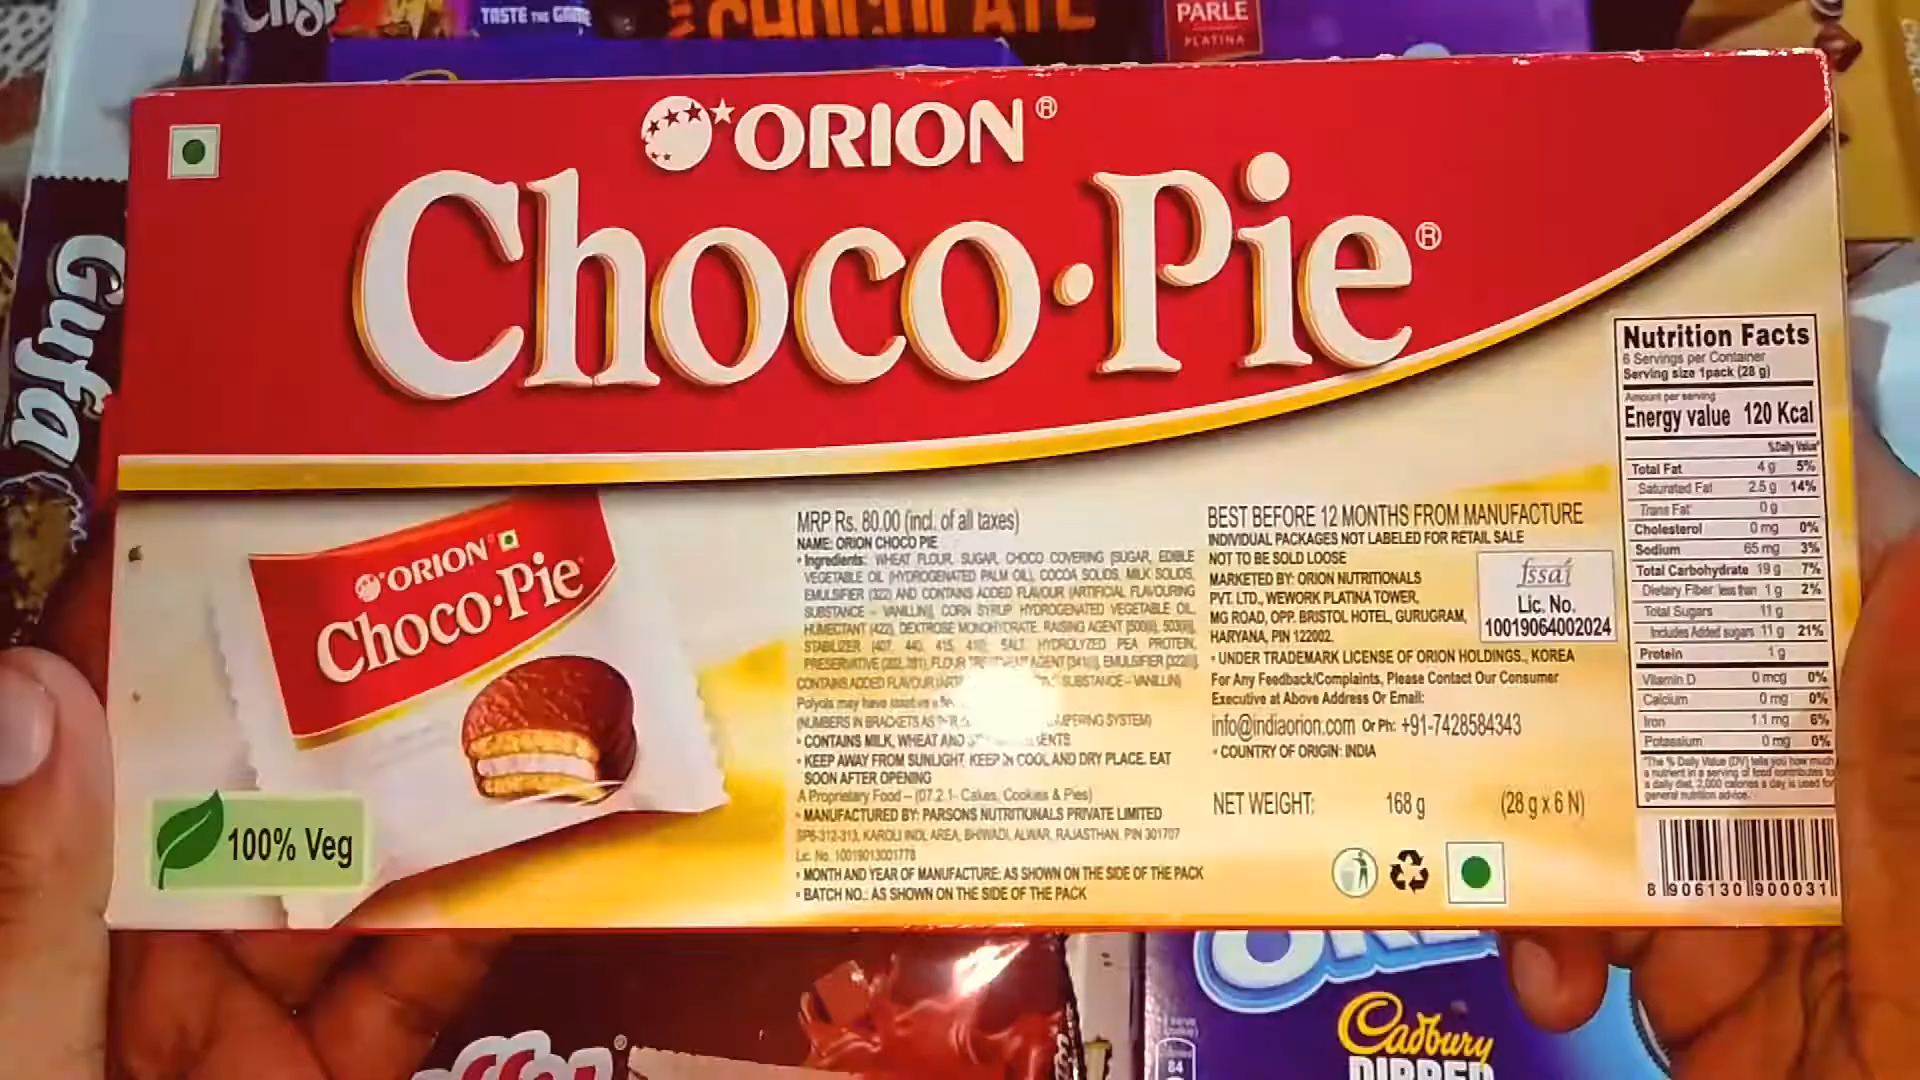 TASTE THE GAME
CHOCOLATE
PARLE
PLATINA
Gufa
ORION®
Choco·Pie®
ORION
Choco·Pie
100% Veg
MRP Rs. 80.00 (incl. of all taxes)
NAME: ORION CHOCO PIE
• Ingredients: WHEAT FLOUR, SUGAR, CHOCO COVERING [SUGAR, EDIBLE
VEGETABLE OIL (HYDROGENATED PALM OIL), COCOA SOLIDS, MILK SOLIDS,
EMULSIFIER (322) AND CONTAINS ADDED FLAVOUR (ARTIFICIAL FLAVOURING
SUBSTANCE - VANILLIN)], CORN SYRUP, HYDROGENATED VEGETABLE OIL,
HUMECTANT (422), DEXTROSE MONOHYDRATE, RAISING AGENT
STABILIZER (407, 440, 415, SALT, HYDROLYZED PEA PROTEIN,
PRESERVATIVE FLOUR AGENT EMULSIFIER
CONTAINS ADDED FLAVOUR SUBSTANCE - VANILLIN)
Polyols may have laxative
(NUMBERS IN BRACKETS AS NUMBERING SYSTEM)
• CONTAINS MILK, WHEAT AND
• KEEP AWAY FROM SUNLIGHT, KEEP IN COOL AND DRY PLACE. EAT
SOON AFTER OPENING
A Proprietary Food – (07.2.1- Cakes, Cookies & Pies)
• MANUFACTURED BY: PARSONS NUTRITIONALS PRIVATE LIMITED
SP6-312-313, KAROLI INDL AREA, BHIWADI, ALWAR, RAJASTHAN, PIN 301707
Lic. No. 10019013001778
• MONTH AND YEAR OF MANUFACTURE: AS SHOWN ON THE SIDE OF THE PACK
• BATCH NO.: AS SHOWN ON THE SIDE OF THE PACK
BEST BEFORE 12 MONTHS FROM MANUFACTURE
INDIVIDUAL PACKAGES NOT LABELED FOR RETAIL SALE
NOT TO BE SOLD LOOSE
MARKETED BY: ORION NUTRITIONALS
PVT. LTD., WEWORK PLATINA TOWER,
MG ROAD, OPP. BRISTOL HOTEL, GURUGRAM,
HARYANA, PIN 122002.
fssai
Lic. No.
10019064002024
• UNDER TRADEMARK LICENSE OF ORION HOLDINGS., KOREA
For Any Feedback/Complaints, Please Contact Our Consumer
Executive at Above Address Or Email:
info@indiaorion.com Or Ph: +91-7428584343
• COUNTRY OF ORIGIN: INDIA
NET WEIGHT: 168 g (28 g x 6 N)
Nutrition Facts
6 Servings per Container
Serving size 1pack (28 g)
Amount per serving
Energy value 120 Kcal
% Daily Value*
Total Fat 4 g 5%
Saturated Fat 2.5 g 14%
Trans Fat 0 g
Cholesterol 0 mg 0%
Sodium 65 mg 3%
Total Carbohydrate 19 g 7%
Dietary Fiber less than 1 g 2%
Total Sugars 11 g
Includes Added sugars 11 g 21%
Protein 1 g
Vitamin D 0 mcg 0%
Calcium 0 mg 0%
Iron 1.1 mg 6%
Potassium 0 mg 0%
*The % Daily Value (DV) tells you how much
a nutrient in a serving of food contributes to
a daily diet. 2,000 calories a day is used for
general nutrition advice.
8 906130 900031
Cadbury
DIPPED
84